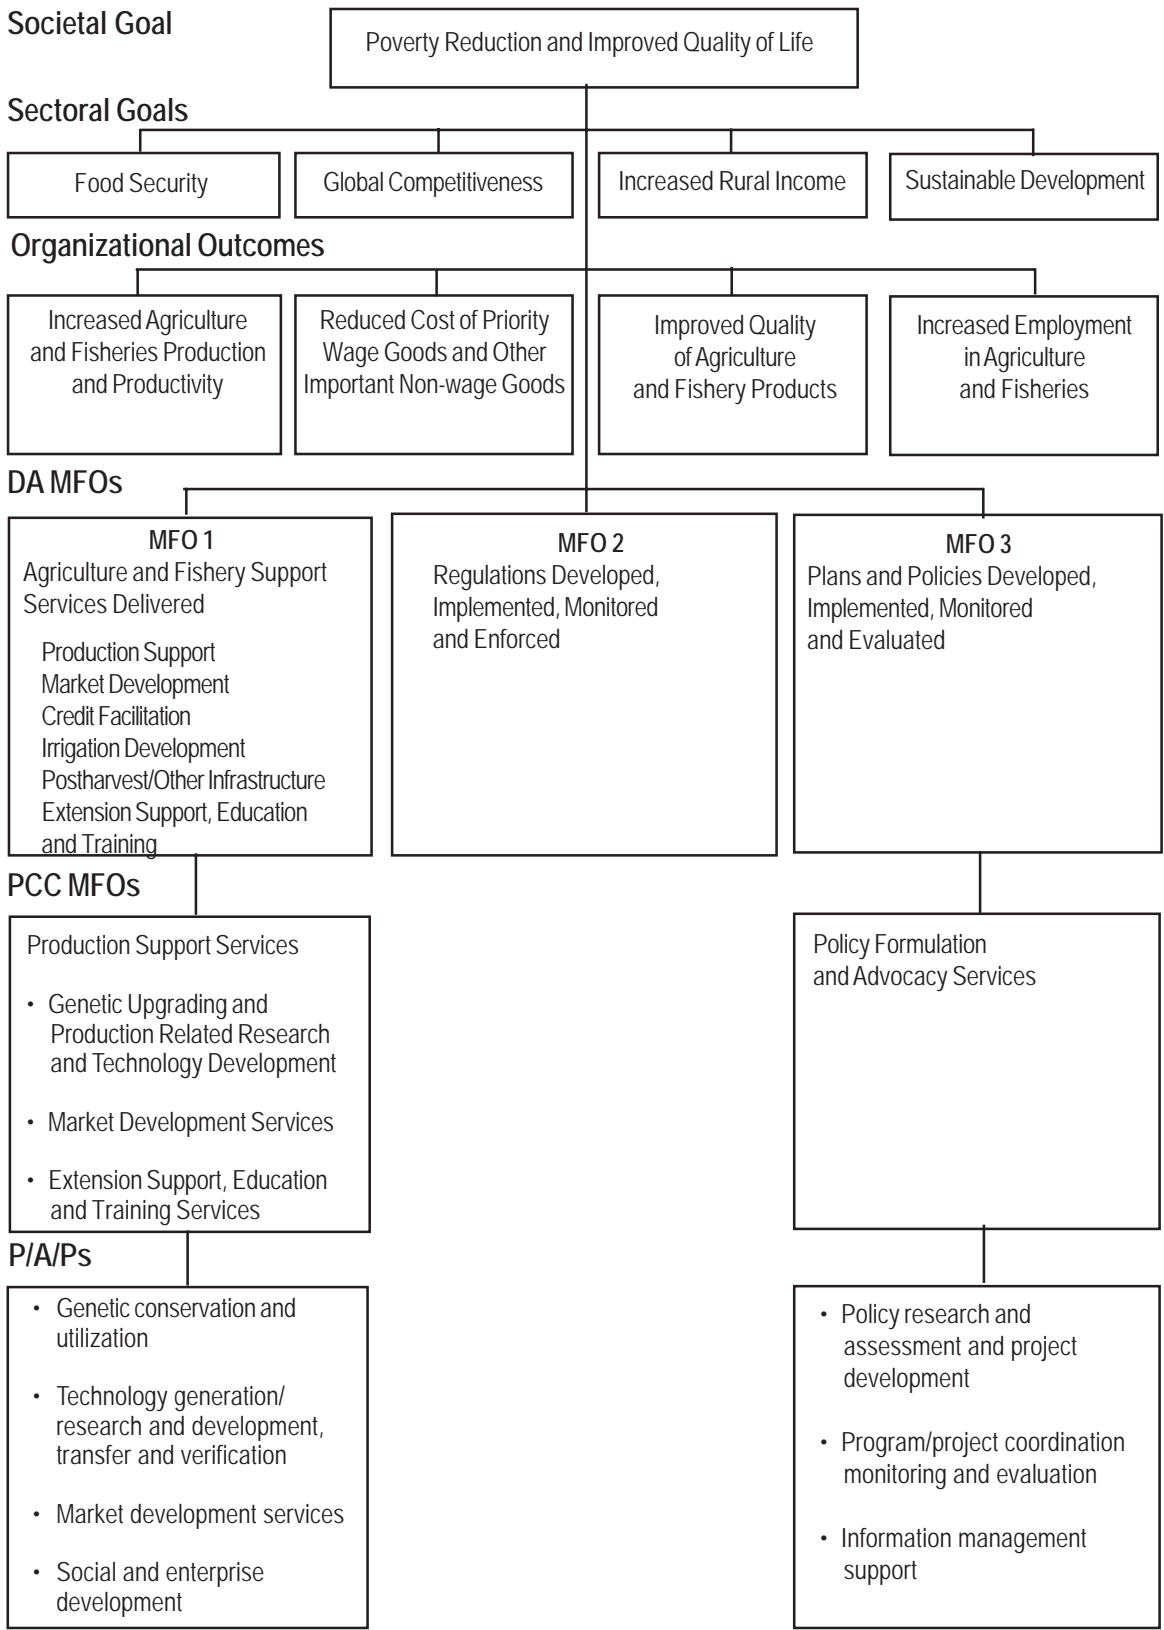 Societal Goal
Poverty Reduction and Improved Quality of Life
Sectoral Goals
Food Security
Global Competitiveness
Increased Rural Income
Sustainable Development
Organizational Outcomes
Increased Agriculture
and Fisheries Production
and Productivity
Reduced Cost of Priority
Wage Goods and Other
Important Non-wage Goods
Improved Quality
of Agriculture
and Fishery Products
Increased Employment
in Agriculture
and Fisheries
DA MFOs
MFO 1
Agriculture and Fishery Support
Services Delivered
Production Support
Market Development
Credit Facilitation
Irrigation Development
Postharvest/Other Infrastructure
Extension Support, Education
and Training
MFO 2
Regulations Developed,
Implemented, Monitored
and Enforced
MFO 3
Plans and Policies Developed,
Implemented, Monitored
and Evaluated
PCC MFOs
Production Support Services
• Genetic Upgrading and
Production Related Research
and Technology Development
• Market Development Services
• Extension Support, Education
and Training Services
Policy Formulation
and Advocacy Services
P/A/Ps
• Genetic conservation and
utilization
• Technology generation/
research and development,
transfer and verification
• Market development services
• Social and enterprise
development
• Policy research and
assessment and project
development
• Program/project coordination
monitoring and evaluation
• Information management
support